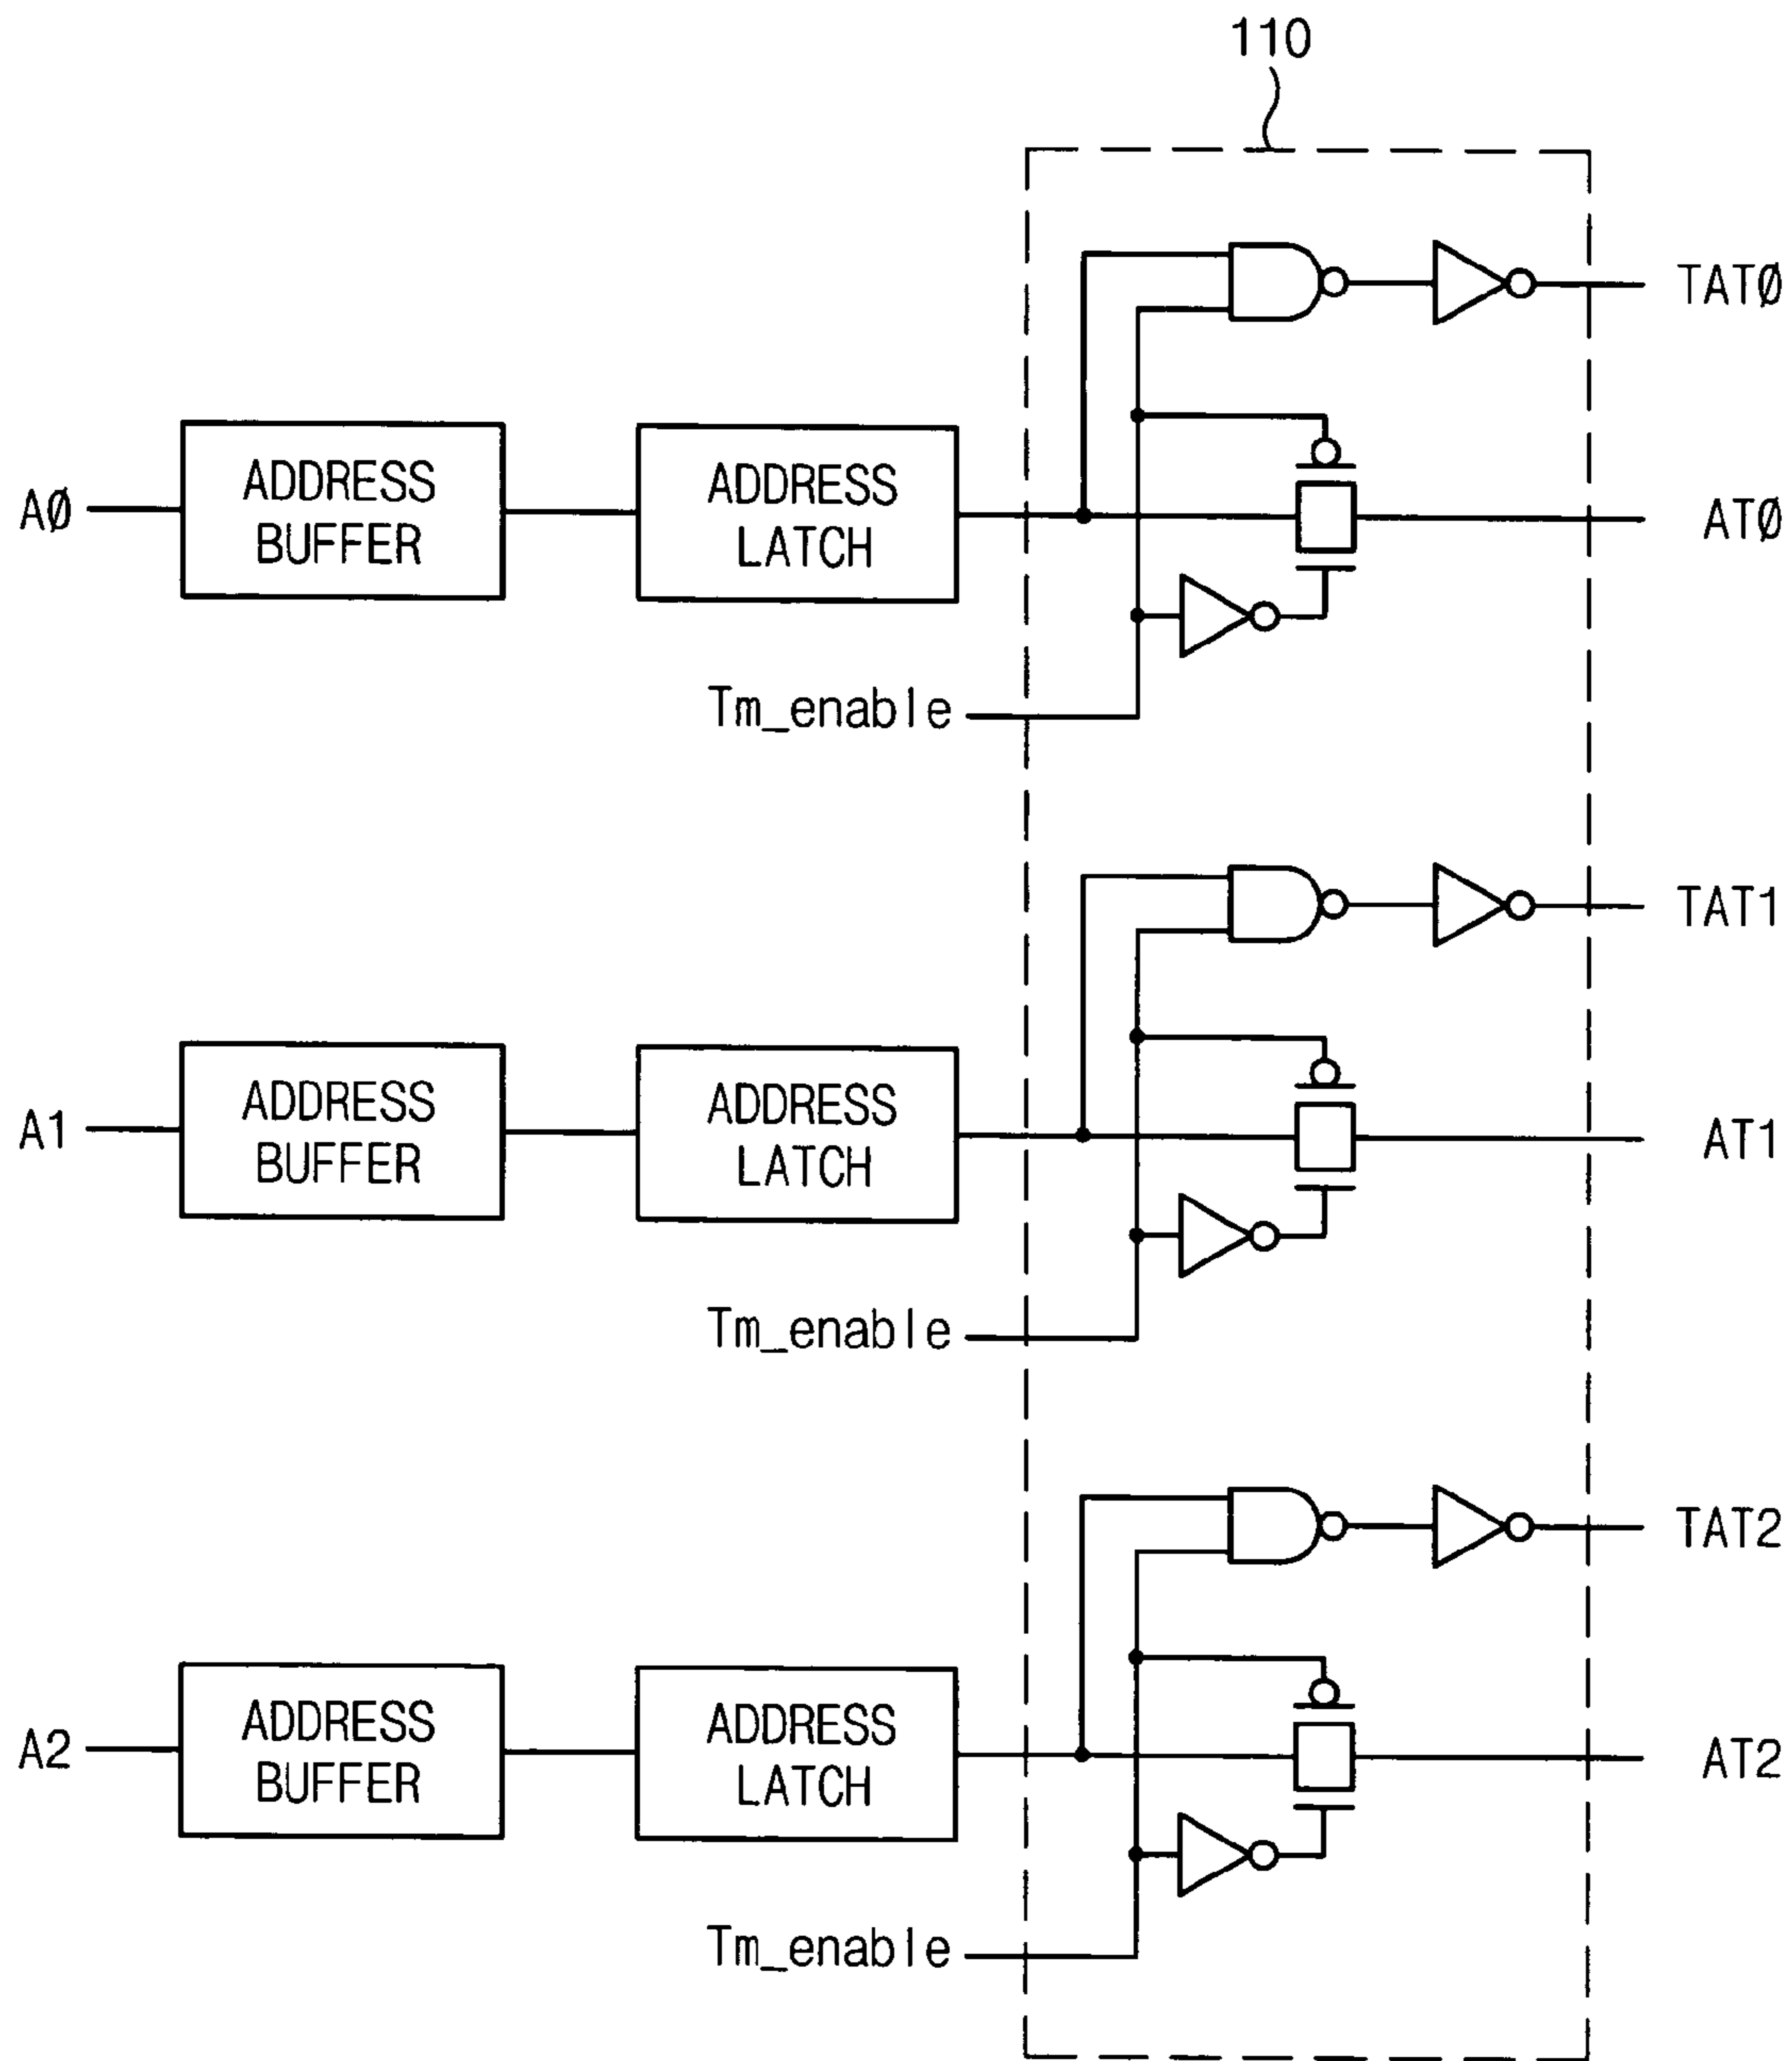 110
TATØ
AØ
ADDRESS
BUFFER
ADDRESS
LATCH
ATØ
Tm_enable
TAT1
A1
ADDRESS
BUFFER
ADDRESS
LATCH
AT1
Tm_enable
TAT2
A2
ADDRESS
BUFFER
ADDRESS
LATCH
AT2
Tm_enable